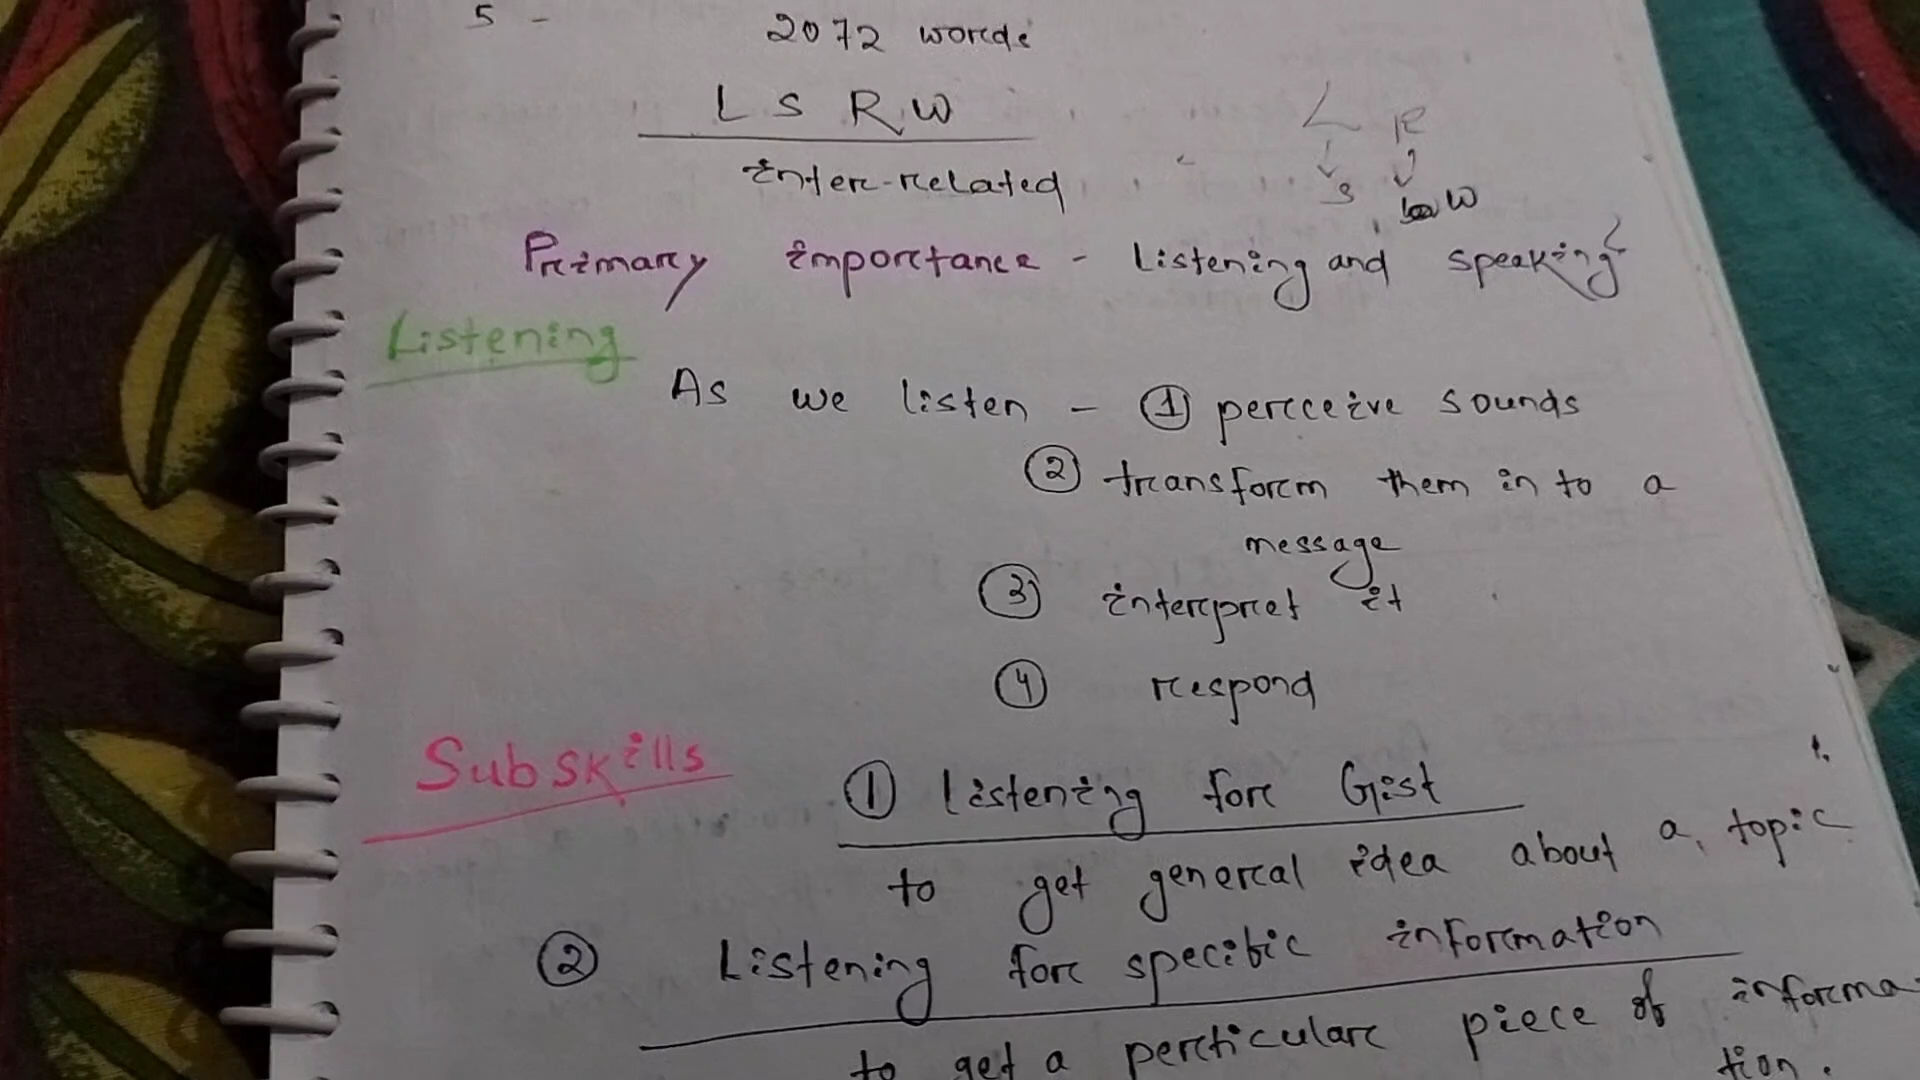 5 -
2072 words
L S R W
L R
inter-related
S W
Primary importance - Listening and speaking
Listening
As we listen - ① perceive sounds
② transform them in to a
message
③ interpret it
④ respond
Subskills
① Listening for Gist
to get general idea about a topic
② Listening for specific information
to get a perticular piece of informa-
tion.